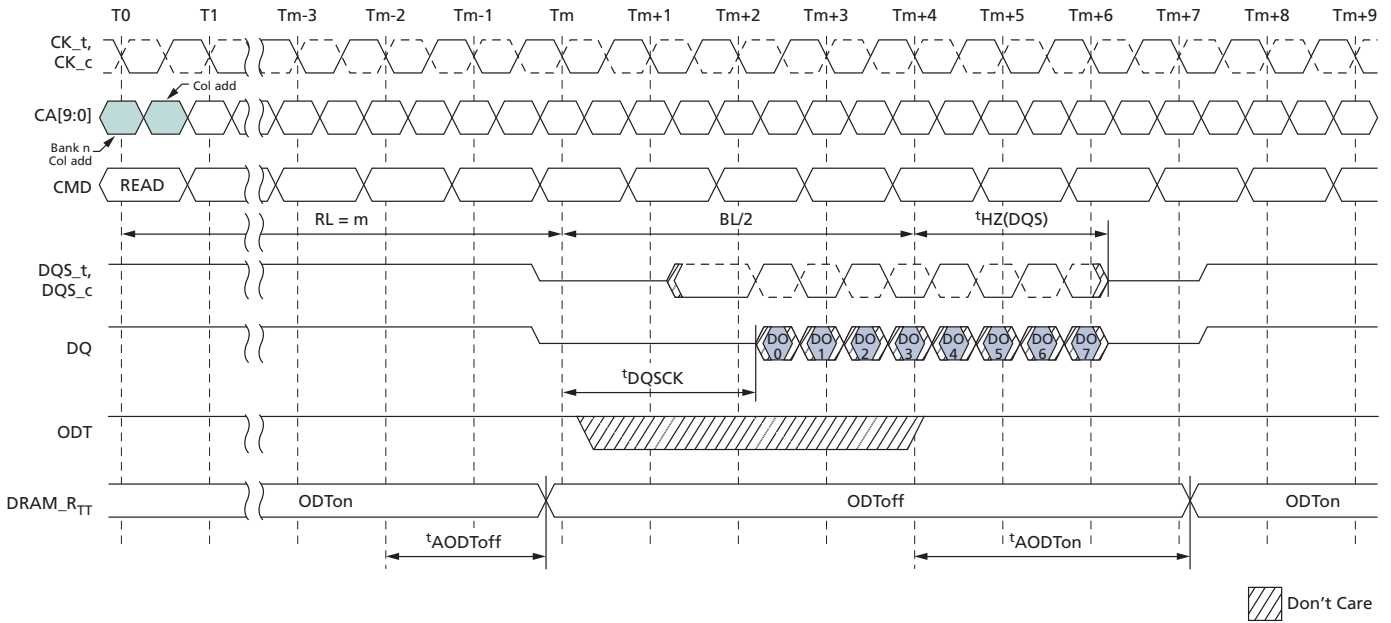 T0 T1 Tm-3 Tm-2 Tm-1 Tm Tm+1 Tm+2 Tm+3 Tm+4 Tm+5 Tm+6 Tm+7 Tm+8 Tm+9
CK_t,
CK_c
Col add
CA[9:0]
Bank n
Col add
CMD READ
RL = m BL/2 tHZ(DQS)
DQS_t,
DQS_c
DQ DO 0 DO 1 DO 2 DO 3 DO 4 DO 5 DO 6 DO 7
tDQSCK
ODT
DRAM_RTT ODTon ODToff ODTon
tAODToff tAODTon
Don't Care